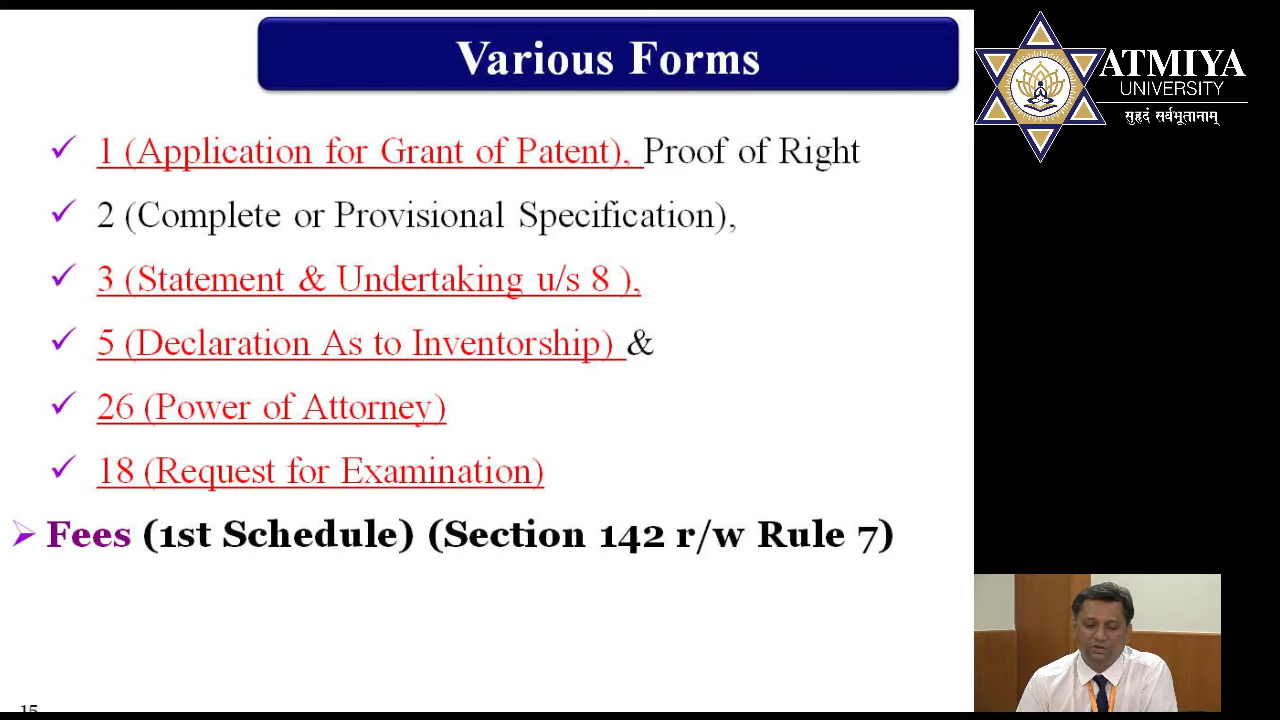 Various Forms
ATMIYA
UNIVERSITY
सुहृदं सर्वभूतानाम्
✓ 1 (Application for Grant of Patent), Proof of Right
✓ 2 (Complete or Provisional Specification),
✓ 3 (Statement & Undertaking u/s 8 ),
✓ 5 (Declaration As to Inventorship) &
✓ 26 (Power of Attorney)
✓ 18 (Request for Examination)
➢ Fees (1st Schedule) (Section 142 r/w Rule 7)
15